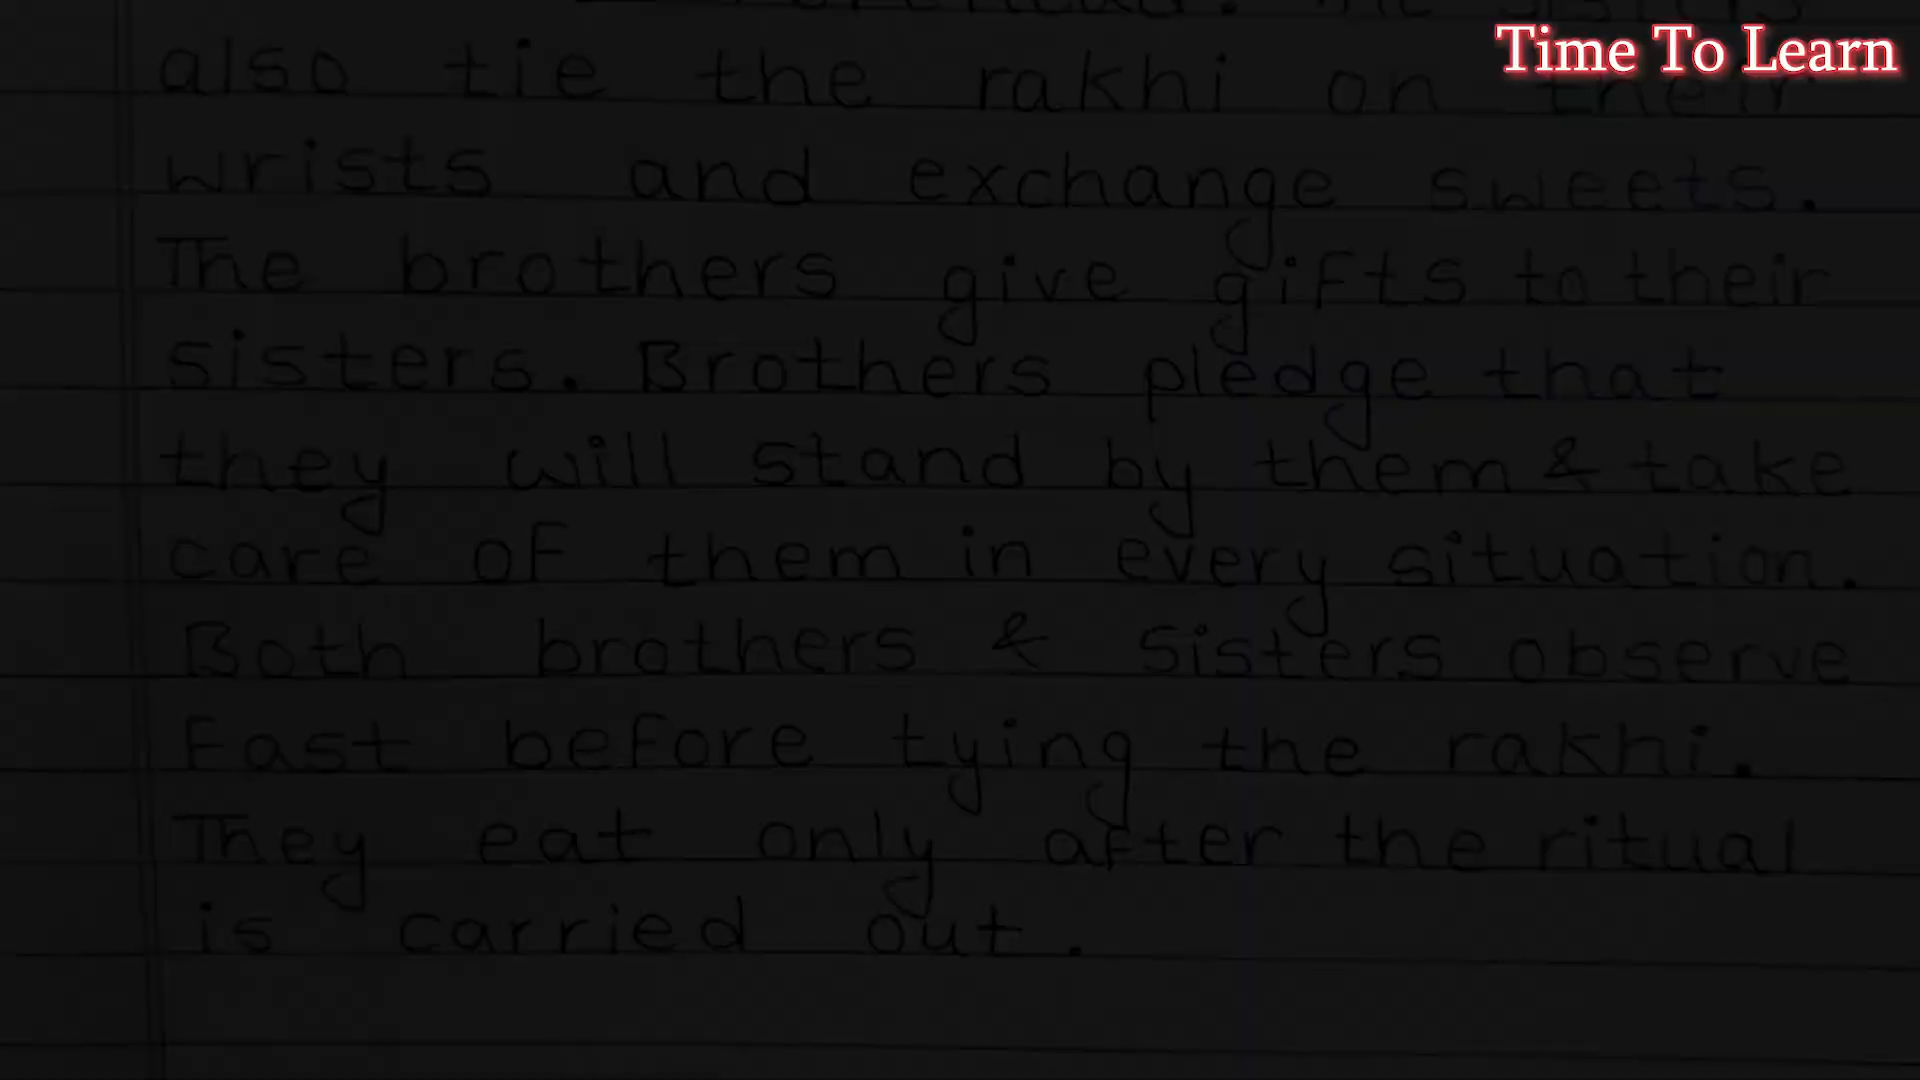 Time To Learn
also tie the rakhi on their
wrists and exchange sweets.
The brothers give gifts to their
sisters. Brothers pledge that
they will stand by them & take
care of them in every situation.
Both brothers & sisters observe
fast before tying the rakhi.
They eat only after the ritual
is carried out.